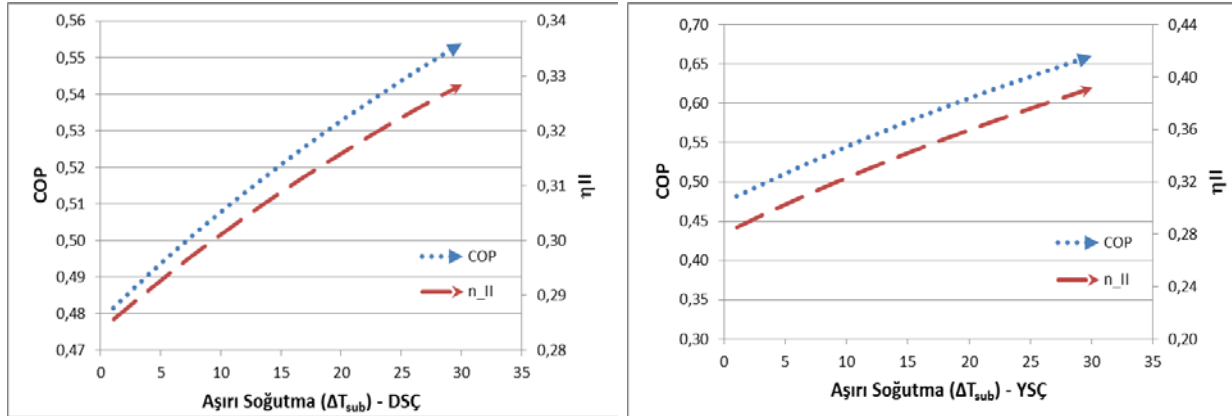 0,56
0,55
0,54
0,53
0,52
0,51
0,50
0,49
0,48
0,47
COP
0,34
0,33
0,32
0,31
0,30
0,29
0,28
ηII
COP
n_II
0 5 10 15 20 25 30 35
Aşırı Soğutma (ΔTsub) - DSÇ
0,70
0,65
0,60
0,55
0,50
0,45
0,40
0,35
0,30
COP
0,44
0,40
0,36
0,32
0,28
0,24
0,20
ηII
COP
n_II
0 5 10 15 20 25 30 35
Aşırı Soğutma (ΔTsub) - YSÇ